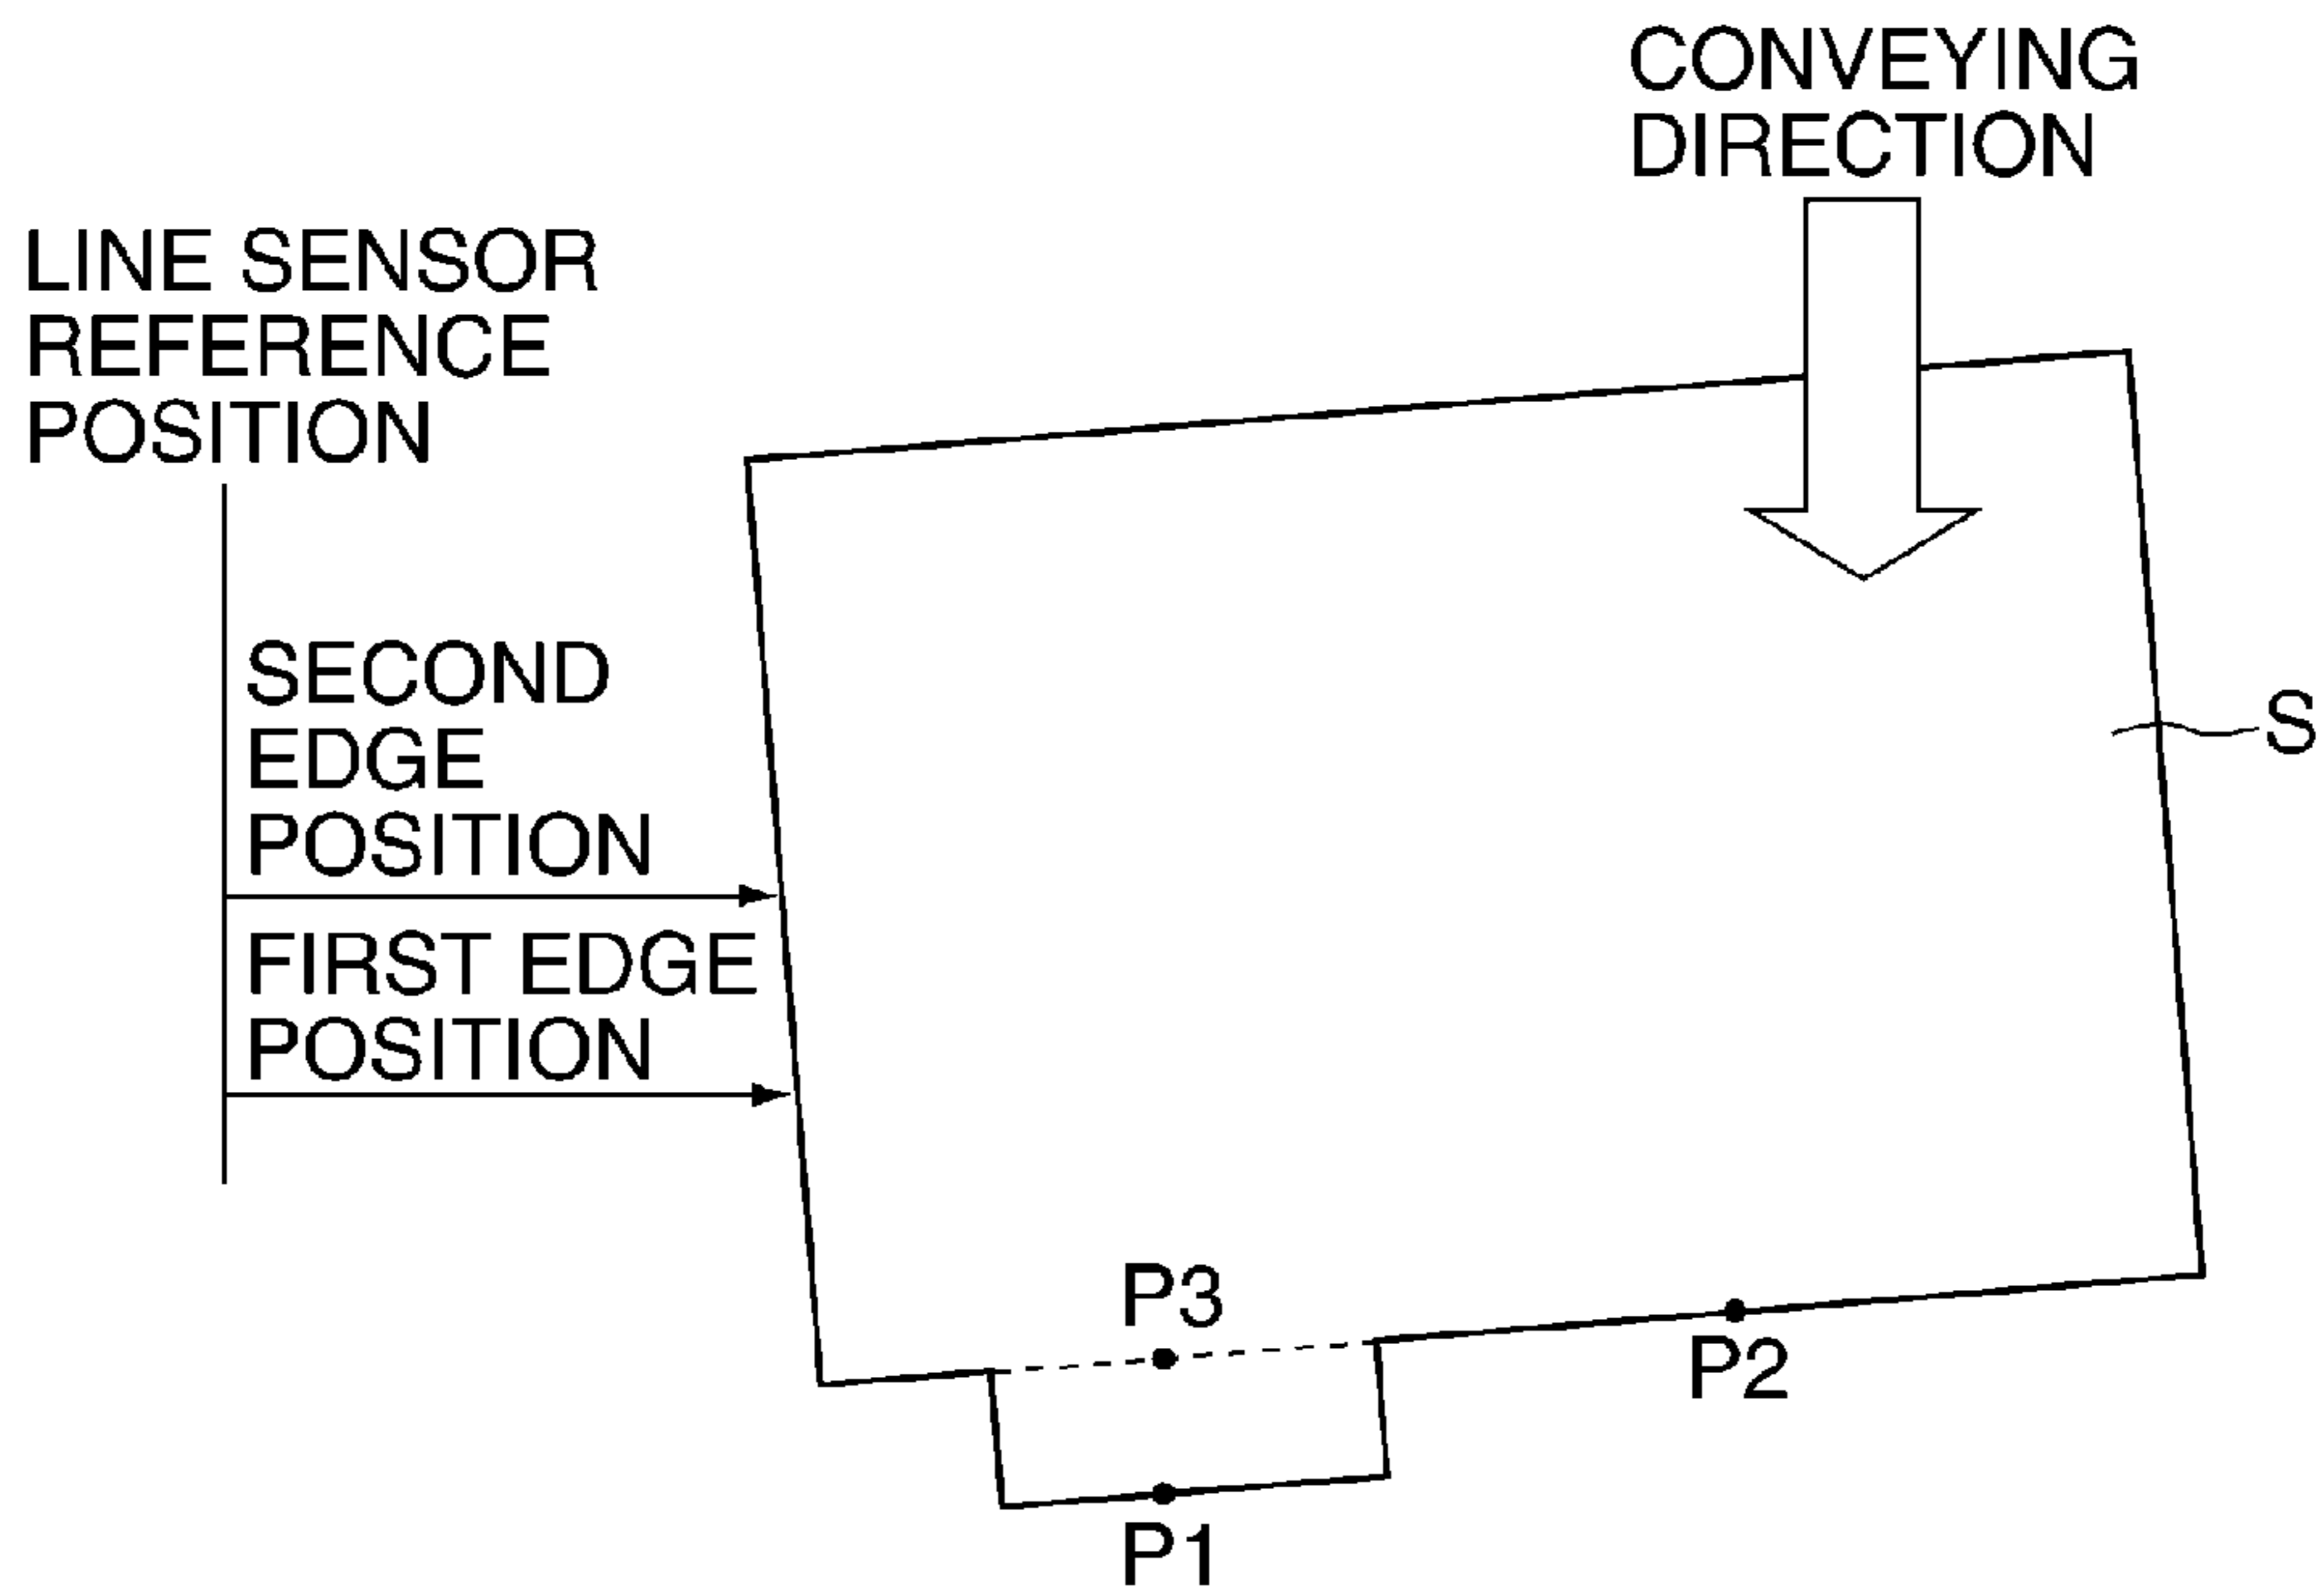 CONVEYING
DIRECTION
LINE SENSOR
REFERENCE
POSITION
SECOND
EDGE
POSITION
FIRST EDGE
POSITION
S
P3
P2
P1